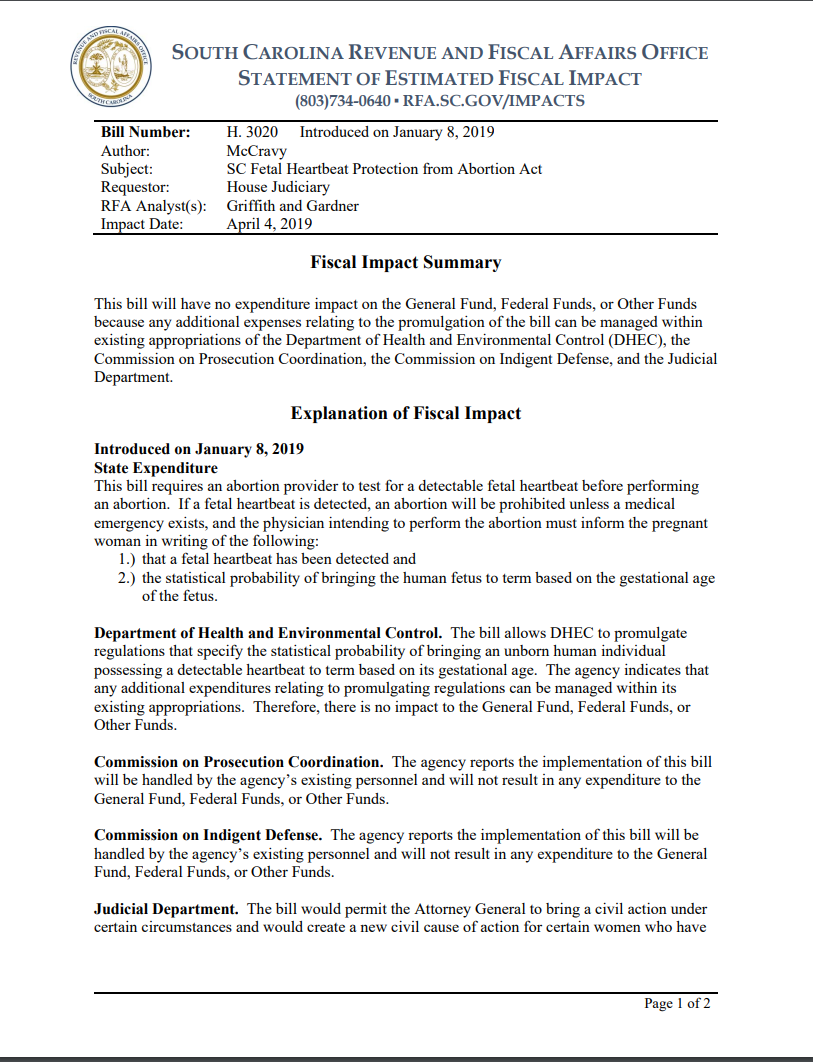 REVENUE AND FISCAL AFFAIRS OFFICE
SOUTH CAROLINA
SOUTH CAROLINA REVENUE AND FISCAL AFFAIRS OFFICE
STATEMENT OF ESTIMATED FISCAL IMPACT
(803)734-0640 ▪ RFA.SC.GOV/IMPACTS
Bill Number: H. 3020 Introduced on January 8, 2019
Author: McCravy
Subject: SC Fetal Heartbeat Protection from Abortion Act
Requestor: House Judiciary
RFA Analyst(s): Griffith and Gardner
Impact Date: April 4, 2019
Fiscal Impact Summary
This bill will have no expenditure impact on the General Fund, Federal Funds, or Other Funds
because any additional expenses relating to the promulgation of the bill can be managed within
existing appropriations of the Department of Health and Environmental Control (DHEC), the
Commission on Prosecution Coordination, the Commission on Indigent Defense, and the Judicial
Department.
Explanation of Fiscal Impact
Introduced on January 8, 2019
State Expenditure
This bill requires an abortion provider to test for a detectable fetal heartbeat before performing
an abortion. If a fetal heartbeat is detected, an abortion will be prohibited unless a medical
emergency exists, and the physician intending to perform the abortion must inform the pregnant
woman in writing of the following:
1.) that a fetal heartbeat has been detected and
2.) the statistical probability of bringing the human fetus to term based on the gestational age
of the fetus.
Department of Health and Environmental Control. The bill allows DHEC to promulgate
regulations that specify the statistical probability of bringing an unborn human individual
possessing a detectable heartbeat to term based on its gestational age. The agency indicates that
any additional expenditures relating to promulgating regulations can be managed within its
existing appropriations. Therefore, there is no impact to the General Fund, Federal Funds, or
Other Funds.
Commission on Prosecution Coordination. The agency reports the implementation of this bill
will be handled by the agency's existing personnel and will not result in any expenditure to the
General Fund, Federal Funds, or Other Funds.
Commission on Indigent Defense. The agency reports the implementation of this bill will be
handled by the agency's existing personnel and will not result in any expenditure to the General
Fund, Federal Funds, or Other Funds.
Judicial Department. The bill would permit the Attorney General to bring a civil action under
certain circumstances and would create a new civil cause of action for certain women who have
Page 1 of 2